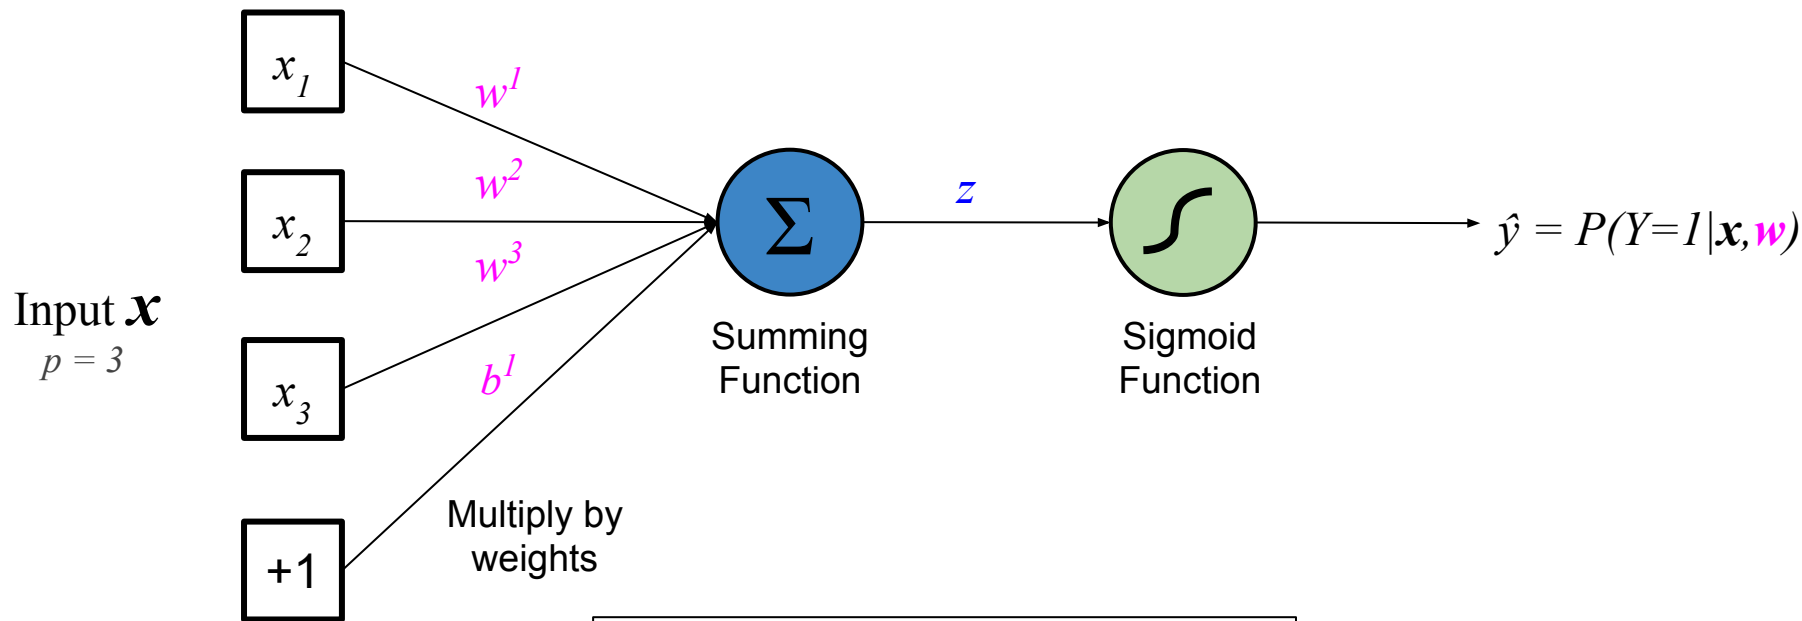 x₁
w¹
x₂
w²
Σ
z
ŷ = P(Y=1|x,w)
w³
Input x
p = 3
Summing
Function
Sigmoid
Function
x₃
b¹
Multiply by
weights
+1